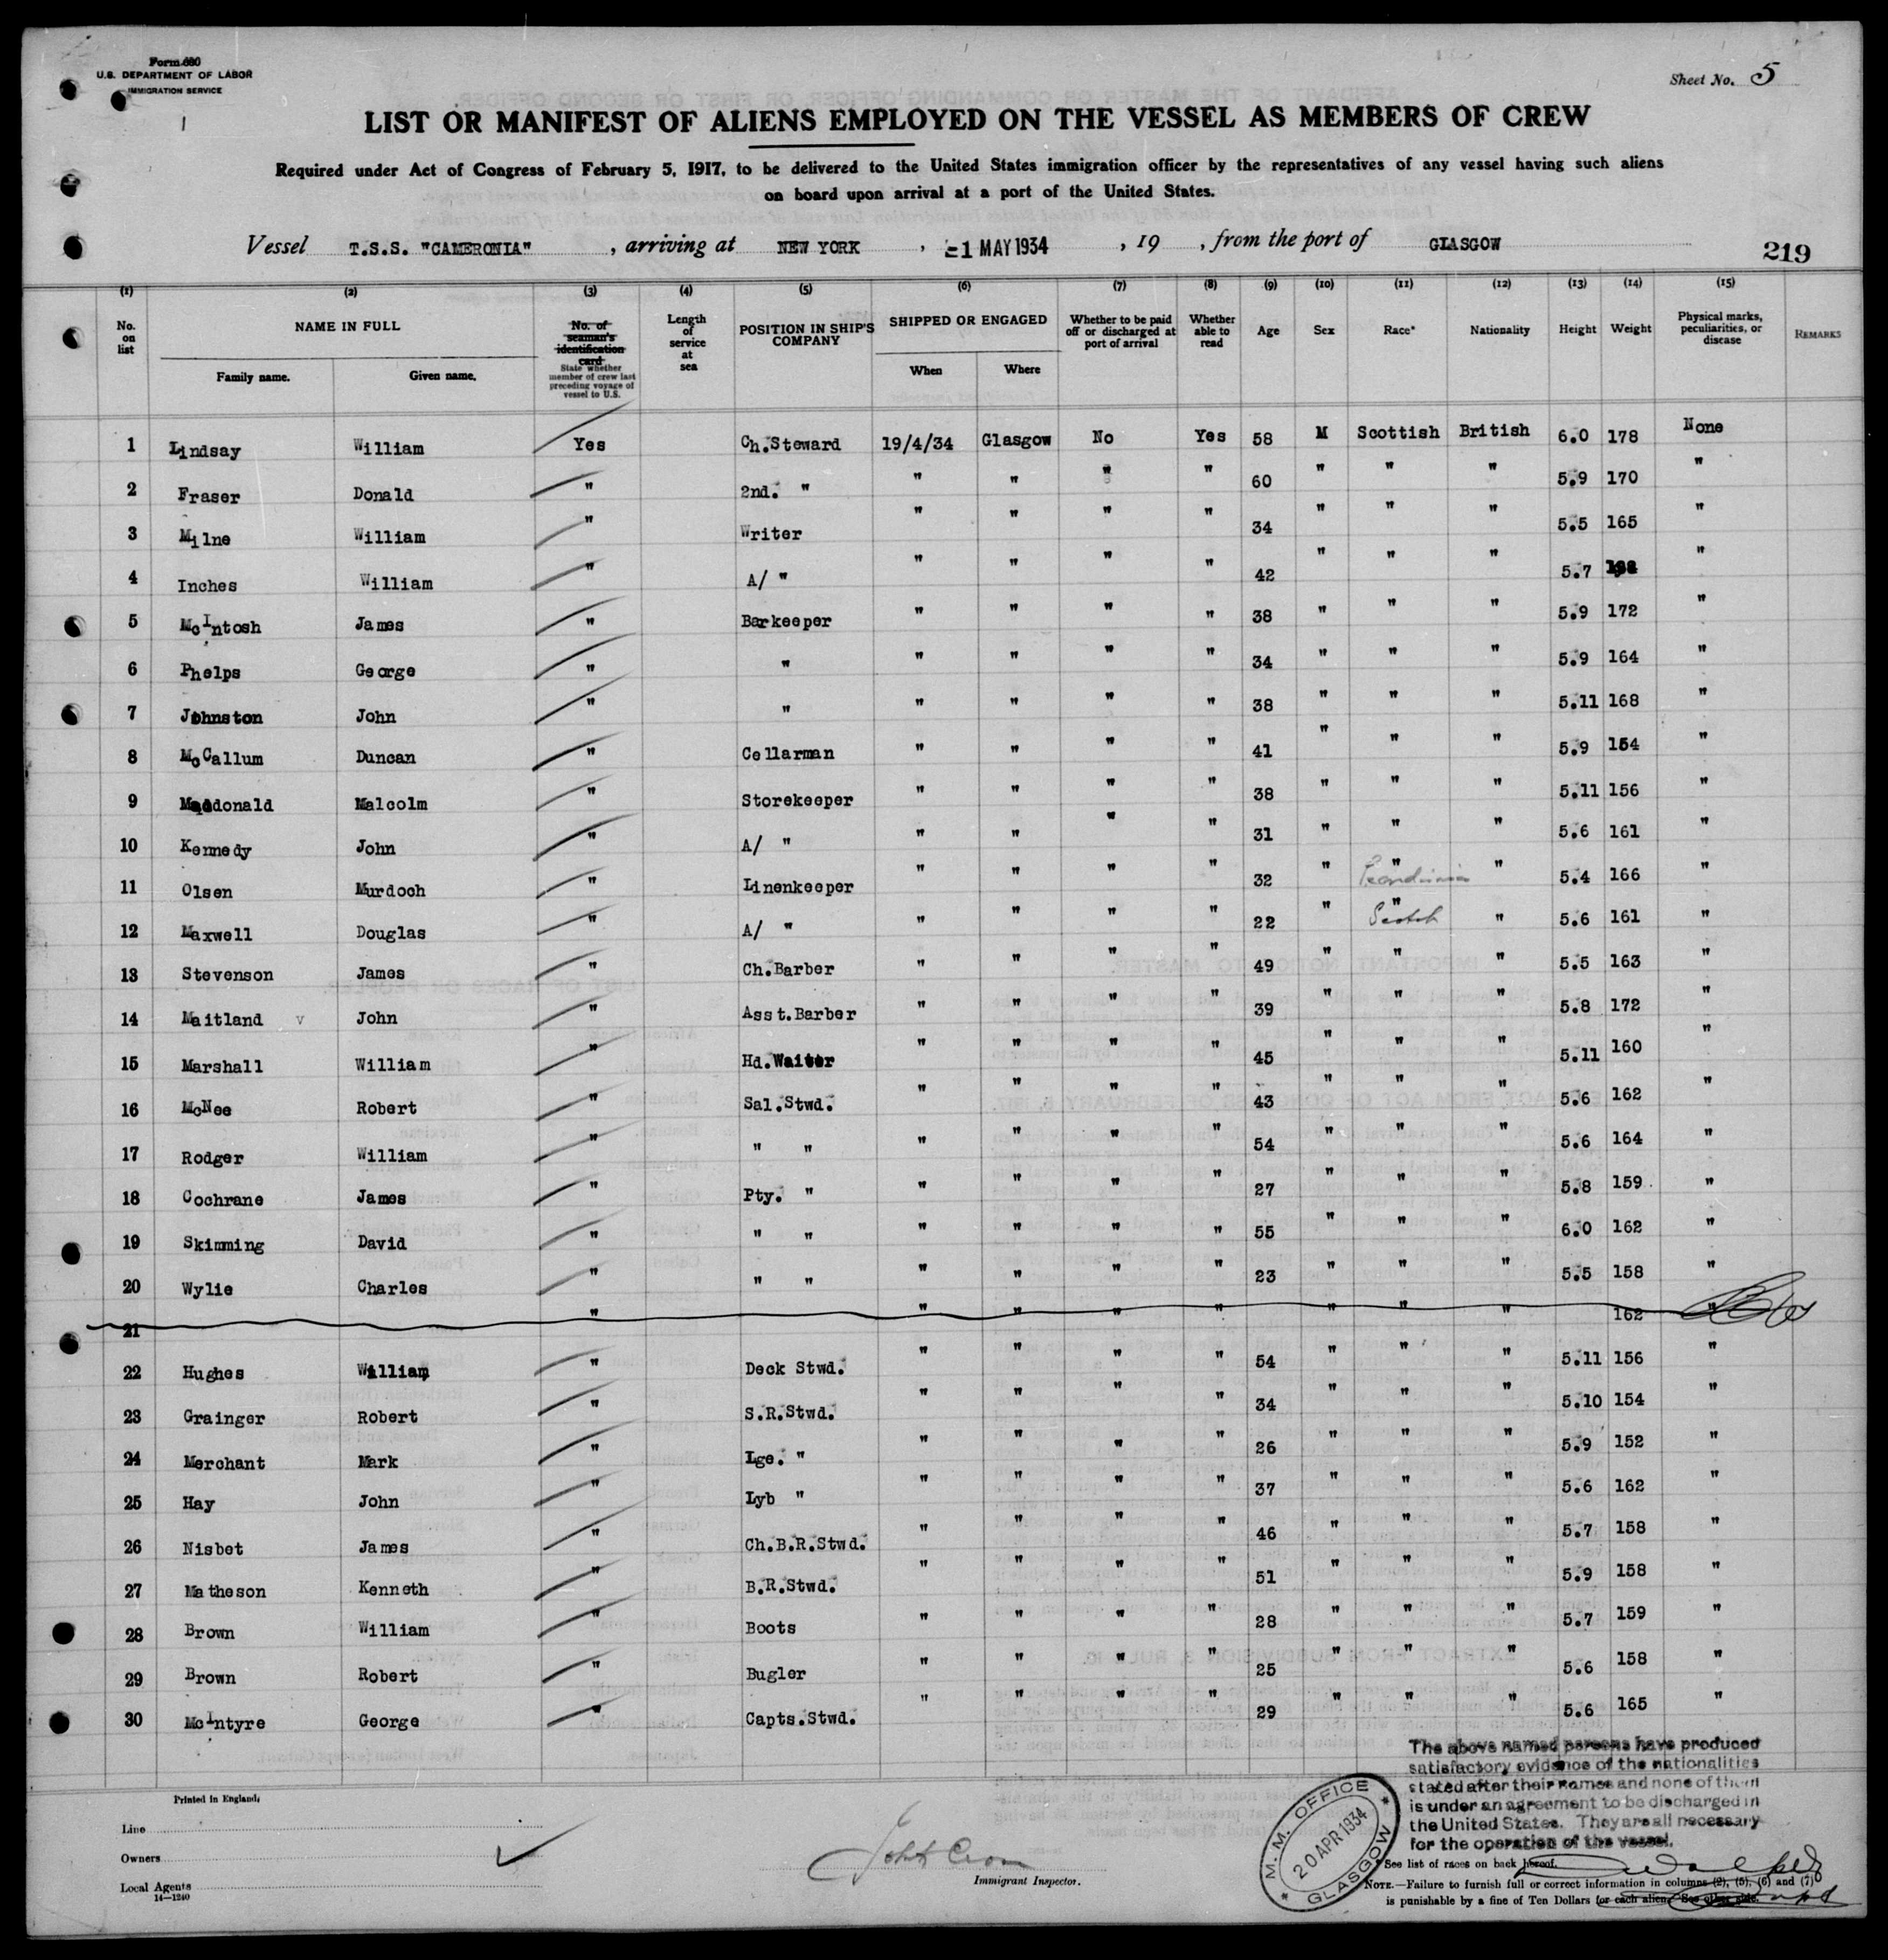 Form 680
U.S. DEPARTMENT OF LABOR
IMMIGRATION SERVICE
Sheet No. 5
LIST OR MANIFEST OF ALIENS EMPLOYED ON THE VESSEL AS MEMBERS OF CREW
Required under Act of Congress of February 5, 1917, to be delivered to the United States immigration officer by the representatives of any vessel having such aliens
on board upon arrival at a port of the United States.
Vessel T.S.S. "CAMERONIA" , arriving at NEW YORK , -1 MAY 1934 , 19 , from the port of GLASGOW
219
(1) (2) (3) (4) (5) (6) (7) (8) (9) (10) (11) (12) (13) (14) (15)
No. on list NAME IN FULL Family name. Given name. No. of seaman's identification card State whether member of crew last preceding voyage of vessel to U.S. Length of service at sea POSITION IN SHIP'S COMPANY SHIPPED OR ENGAGED When Where Whether to be paid off or discharged at port of arrival Whether able to read Age Sex Race* Nationality Height Weight Physical marks, peculiarities, or disease REMARKS
1 Lindsay William Yes Ch.Steward 19/4/34 Glasgow No Yes 58 M Scottish British 6.0 178 None
2 Fraser Donald " 2nd. " " " " " 60 " " " 5.9 170 "
3 Milne William " Writer " " " " 34 " " " 5.5 165 "
4 Inches William " A/ " " " " " 42 " " " 5.7 "
5 McIntosh James " Barkeeper " " " " 38 " " " 5.9 172 "
6 Phelps George " " " " " " 34 " " " 5.9 164 "
7 Johnston John " " " " " " 38 " " " 5.11 168 "
8 McCallum Duncan " Cellarman " " " " 41 " " " 5.9 154 "
9 Macdonald Malcolm " Storekeeper " " " " 38 " " " 5.11 156 "
10 Kennedy John " A/ " " " " " 31 " " " 5.6 161 "
11 Olsen Murdoch " Linenkeeper " " " " 32 " " " 5.4 166 "
12 Maxwell Douglas " A/ " " " " " 22 " " Scotch " 5.6 161 "
13 Stevenson James " Ch.Barber " " " " 49 " " " 5.5 163 "
14 Maitland v John " Asst.Barber " " " " 39 " " " 5.8 172 "
15 Marshall William " Hd.Waiter " " " " 45 " " " 5.11 160 "
16 McNee Robert " Sal.Stwd. " " " " 43 " " " 5.6 162 "
17 Rodger William " " " " " " " 54 " " " 5.6 164 "
18 Cochrane James " Pty. " " " " " 27 " " " 5.8 159 "
19 Skimming David " " " " " " " 55 " " " 6.0 162 "
20 Wylie Charles " " " " " " " 23 " " " 5.5 158 "
21 " " " " " " " " 162 "
22 Hughes William " Deck Stwd. " " " " 54 " " " 5.11 156 "
23 Grainger Robert " S.R.Stwd. " " " " 34 " " " 5.10 154 "
24 Merchant Mark " Lge. " " " " " 26 " " " 5.9 152 "
25 Hay John " Lyb " " " " " 37 " " " 5.6 162 "
26 Nisbet James " Ch.B.R.Stwd. " " " " 46 " " " 5.7 158 "
27 Matheson Kenneth " B.R.Stwd. " " " " 51 " " " 5.9 158 "
28 Brown William " Boots " " " " 28 " " " 5.7 159 "
29 Brown Robert " Bugler " " " " 25 " " " 5.6 158 "
30 McIntyre George " Capts.Stwd. " " " " 29 " " " 5.6 165 "
The above named persons have produced
satisfactory evidence of the nationalities
stated after their names and none of them
is under an agreement to be discharged in
the United States. They are all necessary
for the operation of the vessel.
Printed in England.
Line
Owners
Local Agents
14—1240
Immigrant Inspector.
M. M. OFFICE
20 APR 1934
GLASGOW
* See list of races on back hereof.
NOTE.—Failure to furnish full or correct information in columns (2), (5), (6) and (7)
is punishable by a fine of Ten Dollars for each alien. See other side.